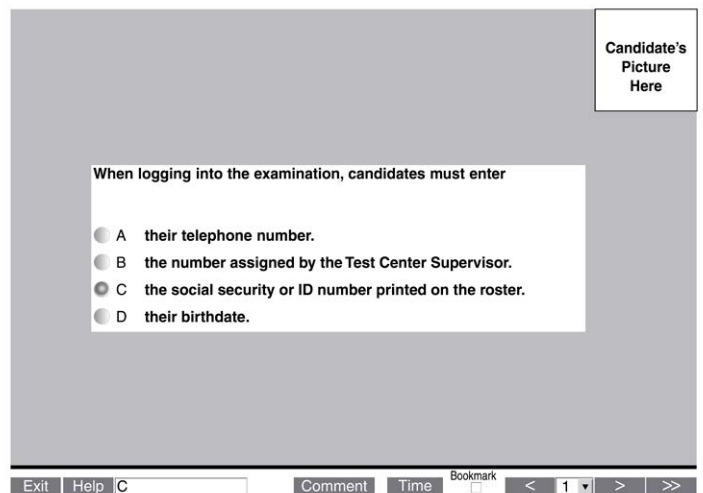 Candidate's
Picture
Here
When logging into the examination, candidates must enter
A their telephone number.
B the number assigned by the Test Center Supervisor.
C the social security or ID number printed on the roster.
D their birthdate.
Bookmark
Exit Help C Comment Time < 1 > >>